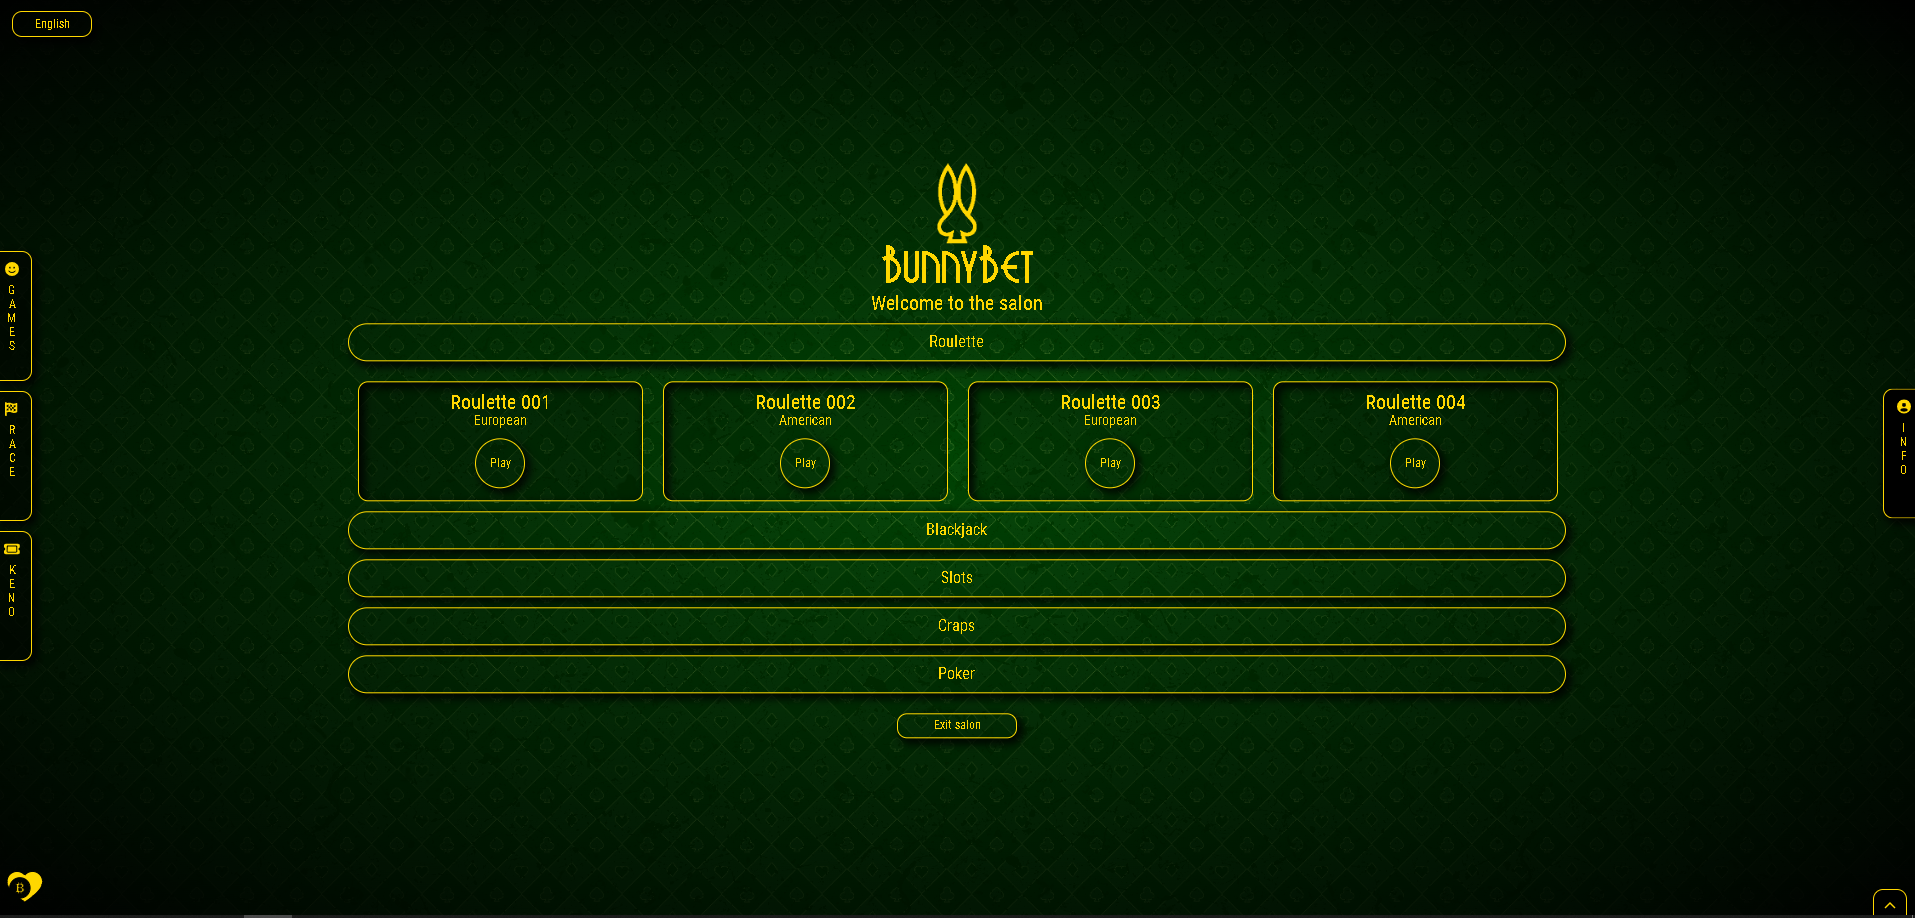 English
BunnyBet
Welcome to the salon
Roulette
Roulette 001
European
Play
Roulette 002
American
Play
Roulette 003
European
Play
Roulette 004
American
Play
Blackjack
Slots
Craps
Poker
Exit salon
GAMES
RACE
KENO
INFO